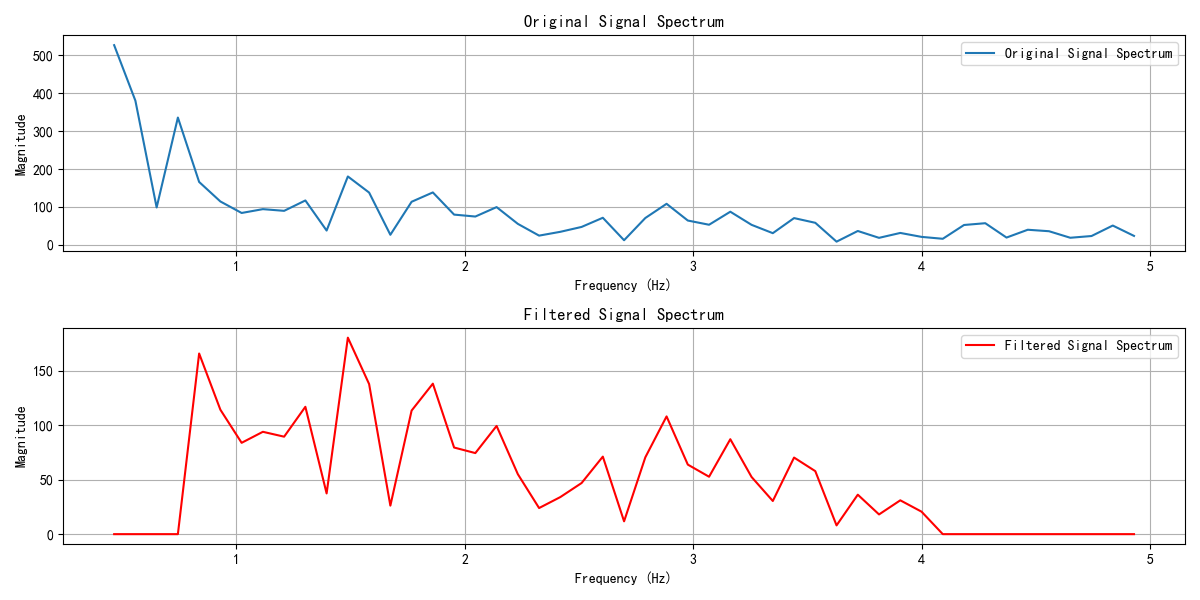 Original Signal Spectrum
Original Signal Spectrum
500
400
300
200
100
0
Magnitude
1 2 3 4 5
Frequency (Hz)
Filtered Signal Spectrum
Filtered Signal Spectrum
150
100
50
0
Magnitude
1 2 3 4 5
Frequency (Hz)